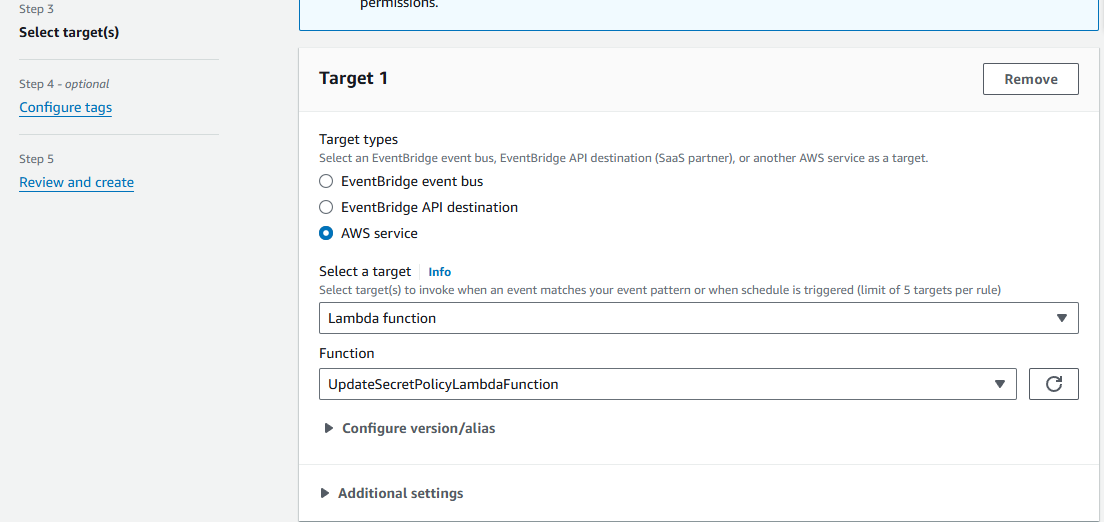 Step 3
Select target(s)
Step 4 - optional
Configure tags
Step 5
Review and create
permissions.
Target 1
Remove
Target types
Select an EventBridge event bus, EventBridge API destination (SaaS partner), or another AWS service as a target.
EventBridge event bus
EventBridge API destination
AWS service
Select a target Info
Select target(s) to invoke when an event matches your event pattern or when schedule is triggered (limit of 5 targets per rule)
Lambda function
Function
UpdateSecretPolicyLambdaFunction
Configure version/alias
Additional settings